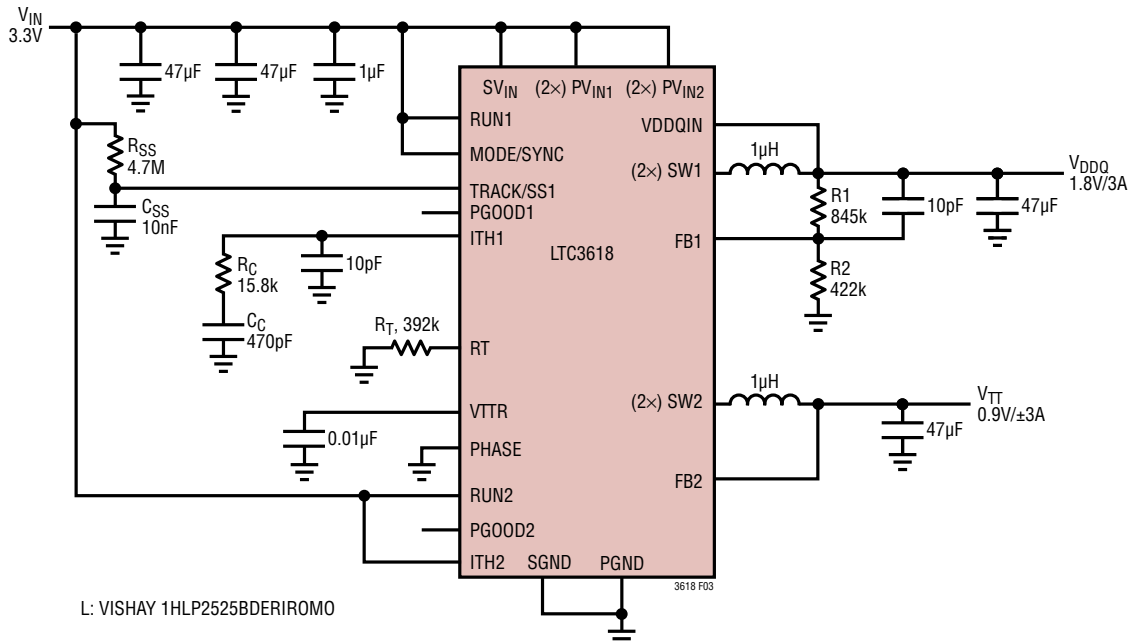 VIN
3.3V
47µF
47µF
1µF
SVIN
(2×) PVIN1
(2×) PVIN2
RUN1
VDDQIN
RSS
4.7M
MODE/SYNC
1µH
(2×) SW1
VDDQ
1.8V/3A
TRACK/SS1
CSS
10nF
PGOOD1
R1
845k
10pF
47µF
ITH1
FB1
LTC3618
RC
15.8k
10pF
R2
422k
CC
470pF
RT, 392k
RT
1µH
VTTR
(2×) SW2
VTT
0.9V/±3A
0.01µF
47µF
PHASE
FB2
RUN2
PGOOD2
ITH2
SGND
PGND
3618 F03
L: VISHAY 1HLP2525BDERIROMO